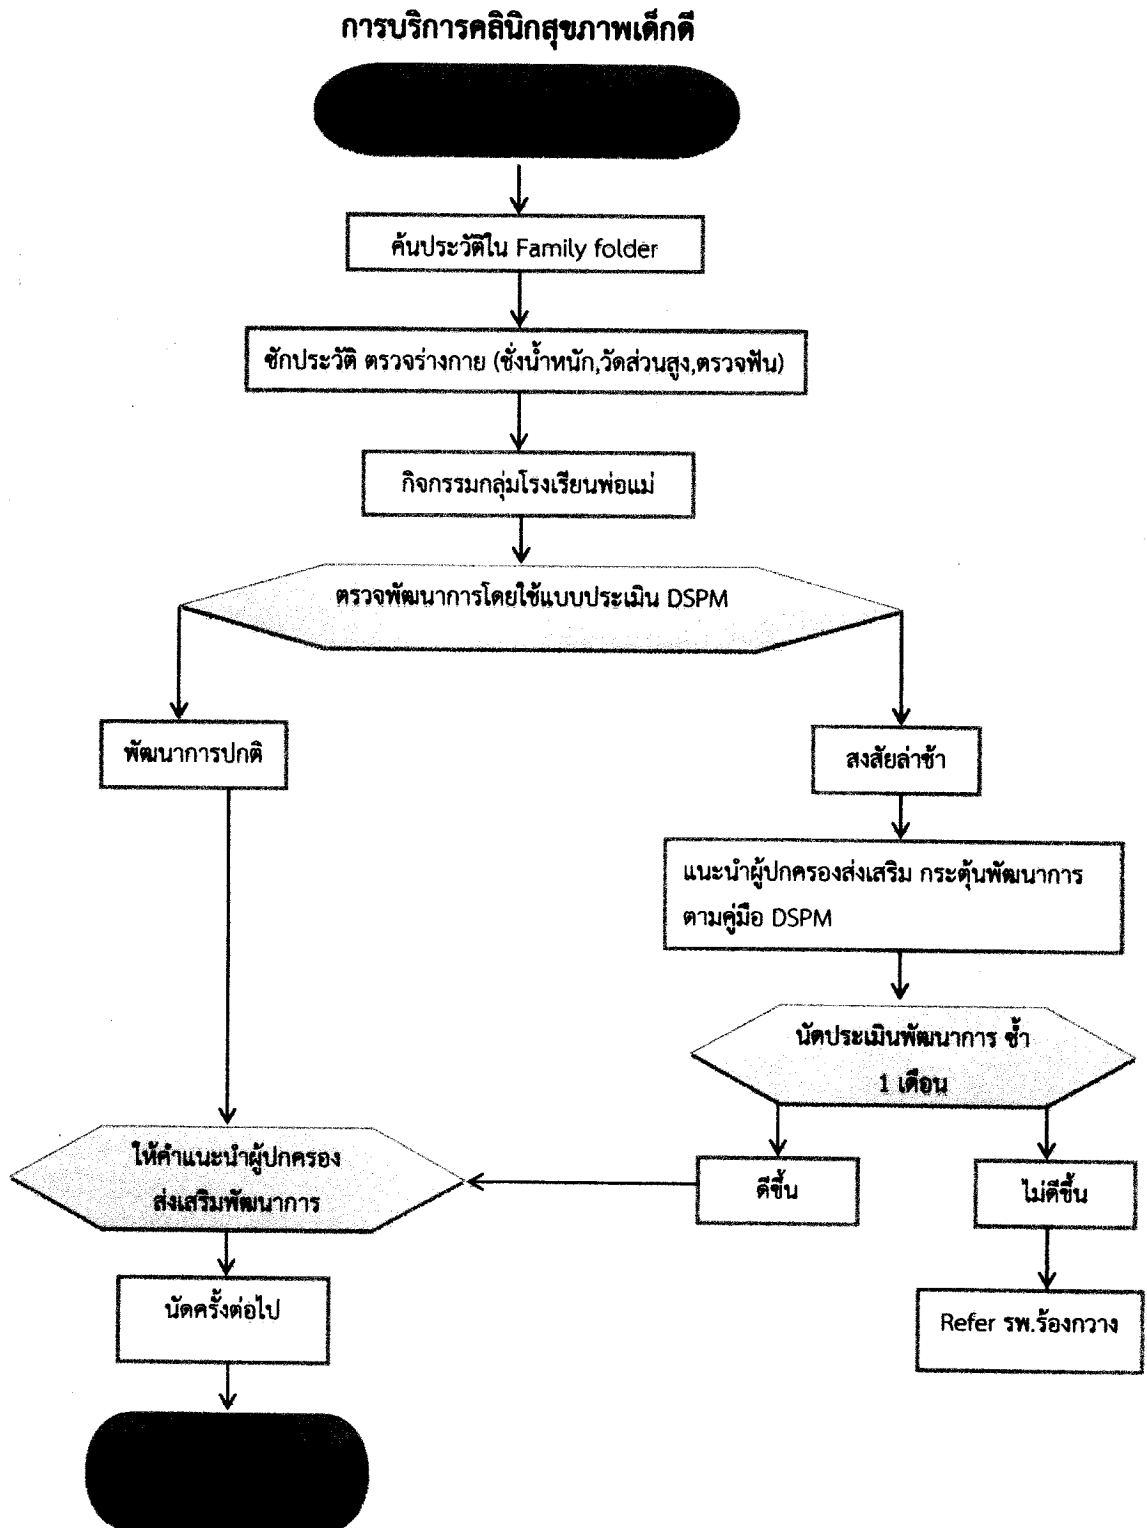 การบริการคลินิกสุขภาพเด็กดี
ค้นประวัติใน Family folder
ซักประวัติ ตรวจร่างกาย (ชั่งน้ำหนัก,วัดส่วนสูง,ตรวจฟัน)
กิจกรรมกลุ่มโรงเรียนพ่อแม่
ตรวจพัฒนาการโดยใช้แบบประเมิน DSPM
พัฒนาการปกติ
สงสัยล่าช้า
แนะนำผู้ปกครองส่งเสริม กระตุ้นพัฒนาการ
ตามคู่มือ DSPM
นัดประเมินพัฒนาการ ซ้ำ
1 เดือน
ให้คำแนะนำผู้ปกครอง
ส่งเสริมพัฒนาการ
ดีขึ้น
ไม่ดีขึ้น
นัดครั้งต่อไป
Refer รพ.ร้องกวาง